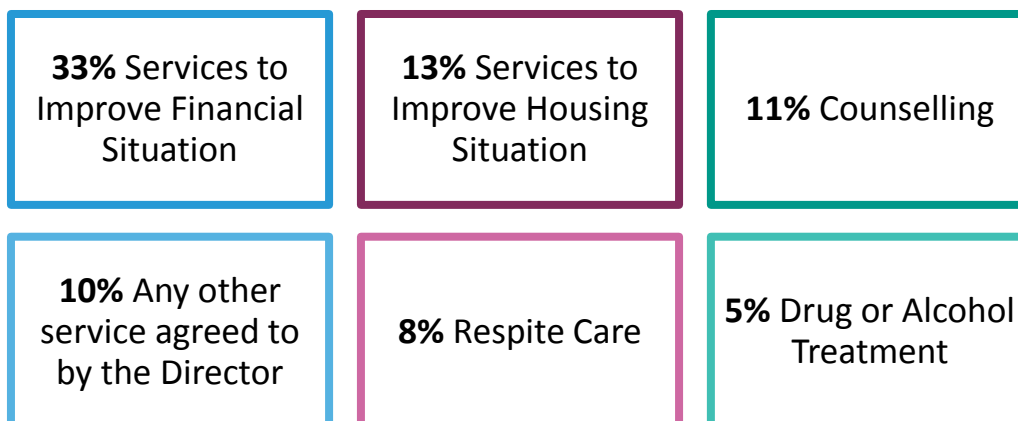 33% Services to
Improve Financial
Situation
13% Services to
Improve Housing
Situation
11% Counselling
10% Any other
service agreed to
by the Director
8% Respite Care
5% Drug or Alcohol
Treatment